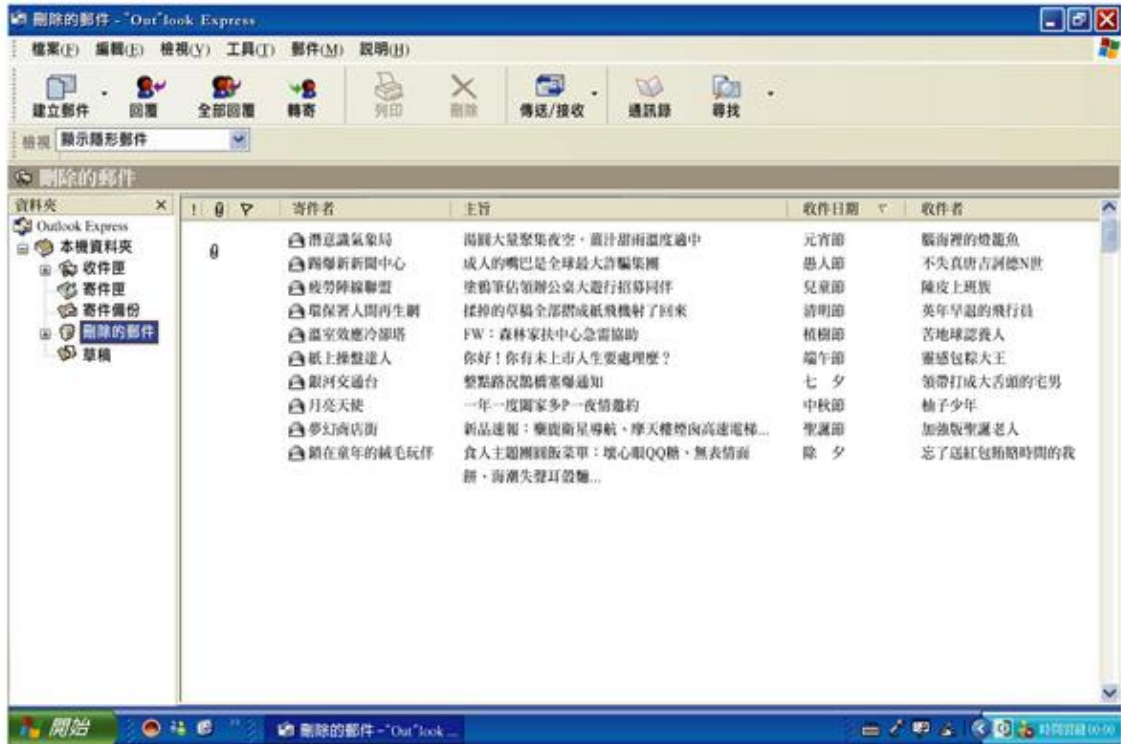 刪除的郵件 - "Out"look Express
檔案(F) 編輯(E) 檢視(V) 工具(T) 郵件(M) 說明(H)
建立郵件 回覆 全部回覆 轉寄 列印 刪除 傳送/接收 通訊錄 尋找
檢視 顯示隱形郵件
刪除的郵件
資料夾 ×
Outlook Express
本機資料夾
收件匣
寄件匣
寄件備份
刪除的郵件
草稿
! 寄件者 主旨 收件日期 收件者
潛意識氣象局 湯圓大量聚集夜空,薑汁甜雨溫度適中 元宵節 腦海裡的燈籠魚
踢爆新新聞中心 成人的嘴巴是全球最大詐騙集團 愚人節 不失真唐吉訶德N世
疲勞陣線聯盟 塗鴉筆佔領辦公桌大遊行招募同伴 兒童節 陳皮上班族
環保署人間再生網 揉掉的草稿全部摺成紙飛機射了回來 清明節 英年早退的飛行員
溫室效應冷卻塔 FW:森林家扶中心急需協助 植樹節 苦地球認養人
紙上操盤達人 你好!你有未上市人生要處理麼? 端午節 靈感包粽大王
銀河交通台 整點路況鵲橋塞爆通知 七 夕 領帶打成大舌頭的宅男
月亮天使 一年一度闔家多P一夜情邀約 中秋節 柚子少年
夢幻商店街 新品速報:麋鹿衛星導航、摩天樓煙囪高速電梯... 聖誕節 加強版聖誕老人
鎖在童年的絨毛玩伴 食人主題團圓飯菜單:壞心眼QQ糖、無表情面
餅、海潮失聲耳殼麵... 除 夕 忘了送紅包賄賂時間的我
開始 刪除的郵件 - "Out"look ... 00:00